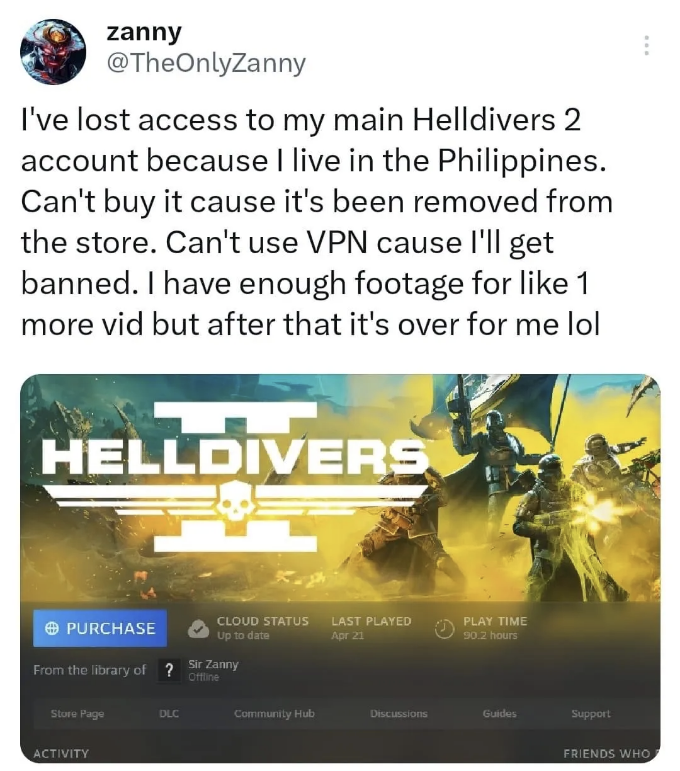 zanny
@TheOnlyZanny
I've lost access to my main Helldivers 2
account because I live in the Philippines.
Can't buy it cause it's been removed from
the store. Can't use VPN cause I'll get
banned. I have enough footage for like 1
more vid but after that it's over for me lol
II
HELLDIVERS
PURCHASE
CLOUD STATUS
Up to date
LAST PLAYED
Apr 21
PLAY TIME
90.2 hours
From the library of ? Sir Zanny
Offline
Store Page DLC Community Hub Discussions Guides Support
ACTIVITY FRIENDS WHO